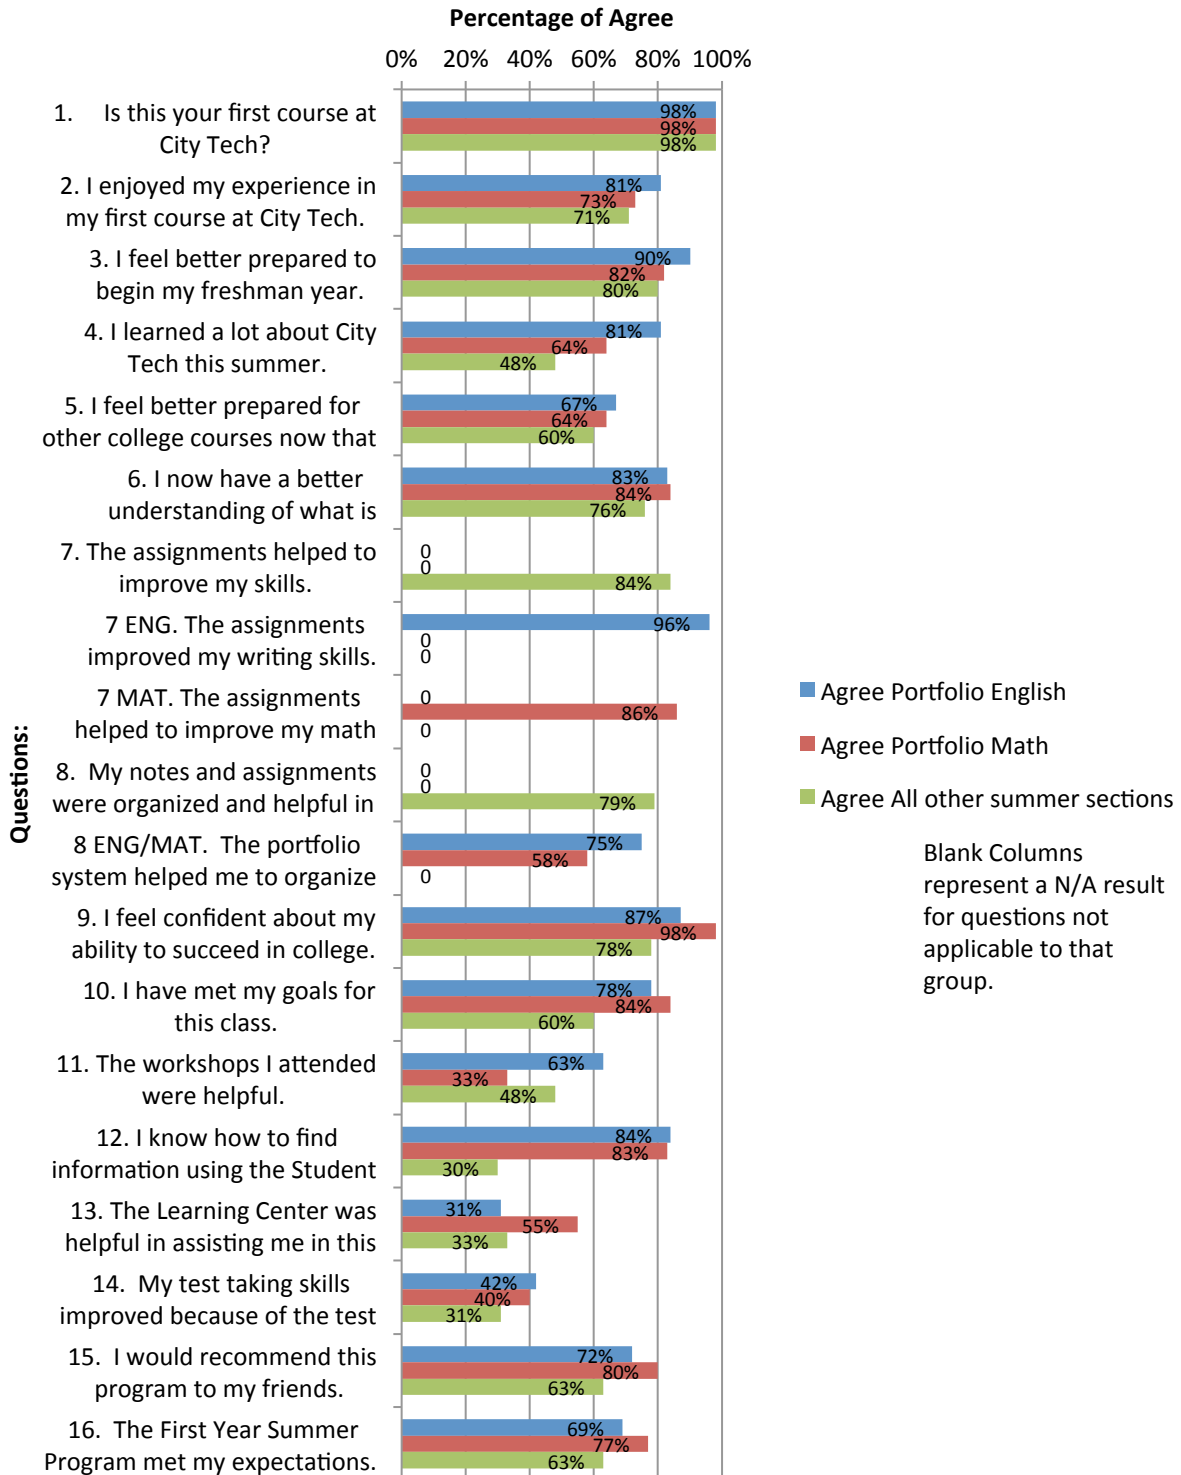 Percentage of Agree
0% 20% 40% 60% 80% 100%
Questions:
1. Is this your first course at
City Tech?
98%
98%
98%
2. I enjoyed my experience in
my first course at City Tech.
81%
73%
71%
3. I feel better prepared to
begin my freshman year.
90%
82%
80%
4. I learned a lot about City
Tech this summer.
81%
64%
48%
5. I feel better prepared for
other college courses now that
67%
64%
60%
6. I now have a better
understanding of what is
83%
84%
76%
7. The assignments helped to
improve my skills.
0
0
84%
7 ENG. The assignments
improved my writing skills.
96%
0
0
7 MAT. The assignments
helped to improve my math
0
86%
0
8. My notes and assignments
were organized and helpful in
0
0
79%
8 ENG/MAT. The portfolio
system helped me to organize
75%
58%
0
9. I feel confident about my
ability to succeed in college.
87%
98%
78%
10. I have met my goals for
this class.
78%
84%
60%
11. The workshops I attended
were helpful.
63%
33%
48%
12. I know how to find
information using the Student
84%
83%
30%
13. The Learning Center was
helpful in assisting me in this
31%
55%
33%
14. My test taking skills
improved because of the test
42%
40%
31%
15. I would recommend this
program to my friends.
72%
80%
63%
16. The First Year Summer
Program met my expectations.
69%
77%
63%
Agree Portfolio English
Agree Portfolio Math
Agree All other summer sections
Blank Columns
represent a N/A result
for questions not
applicable to that
group.